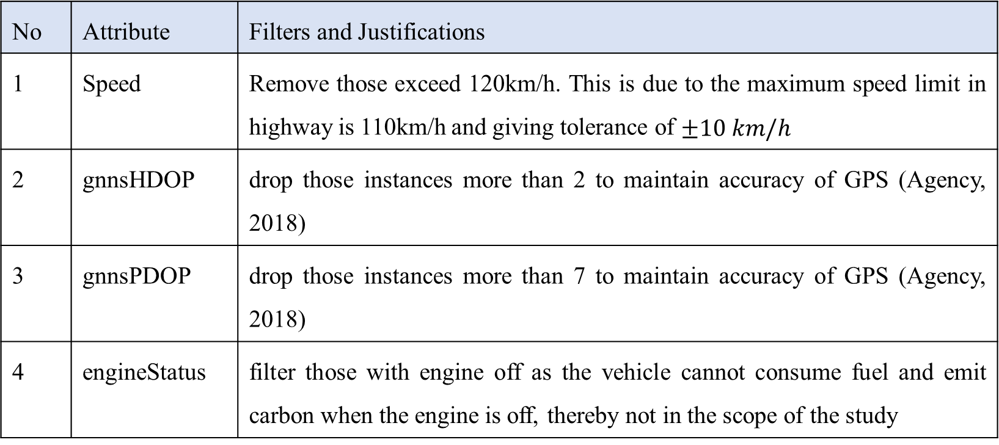 No Attribute Filters and Justifications
1 Speed Remove those exceed 120km/h. This is due to the maximum speed limit in
highway is 110km/h and giving tolerance of ±10 km/h
2 gnnsHDOP drop those instances more than 2 to maintain accuracy of GPS (Agency,
2018)
3 gnnsPDOP drop those instances more than 7 to maintain accuracy of GPS (Agency,
2018)
4 engineStatus filter those with engine off as the vehicle cannot consume fuel and emit
carbon when the engine is off, thereby not in the scope of the study